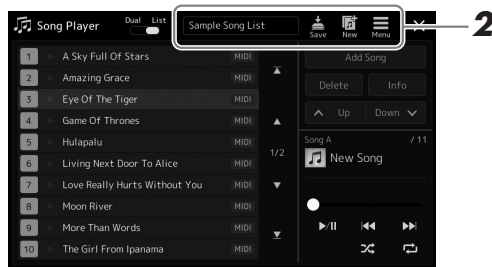 Song Player
Dual List
Sample Song List
Save
New
Menu
2
1 A Sky Full Of Stars MIDI
2 Amazing Grace MIDI
3 Eye Of The Tiger MIDI
4 Game Of Thrones MIDI
5 Hulapalu MIDI
6 Living Next Door To Alice MIDI
7 Love Really Hurts Without You MIDI
8 Moon River MIDI
9 More Than Words MIDI
10 The Girl From Ipanama MIDI
1/2
Add Song
Delete
Info
Up
Down
Song A
/ 11
New Song